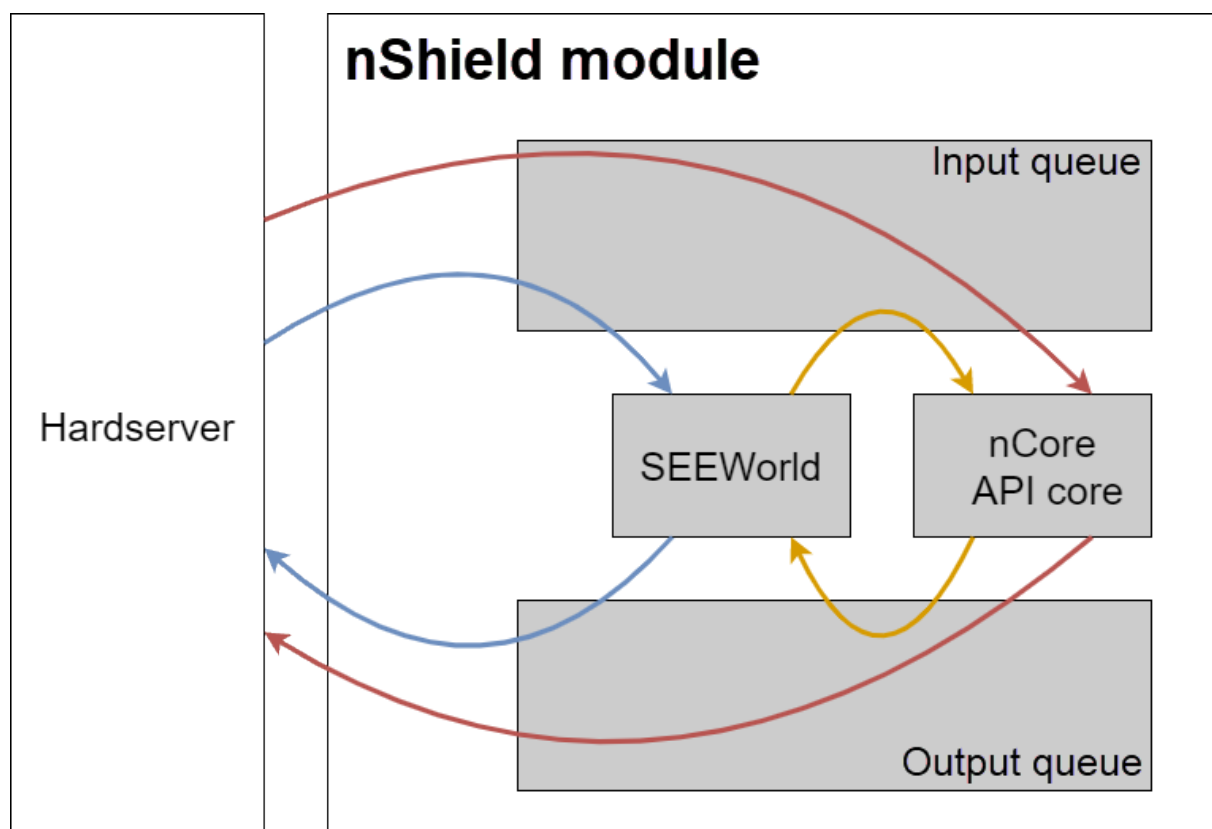 nShield module
Input queue
Hardserver
SEEWorld
nCore
API core
Output queue